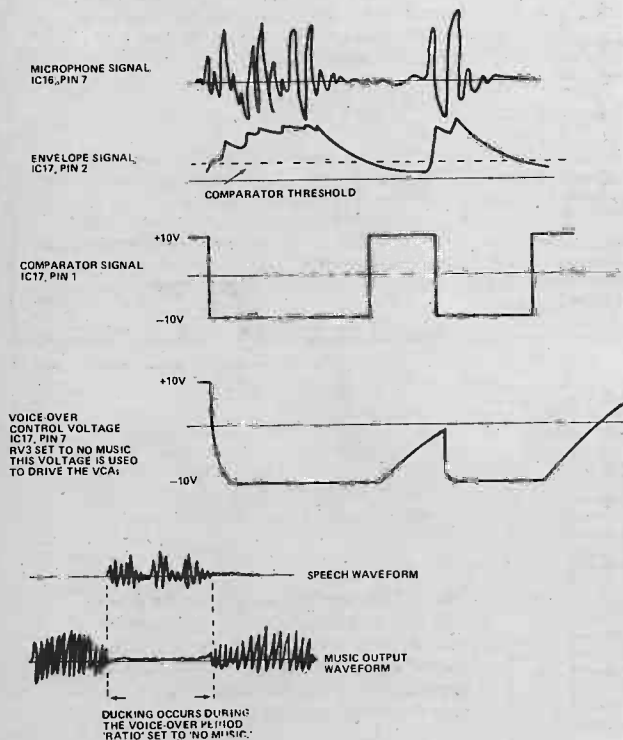 MICROPHONE SIGNAL
IC16, PIN 7
ENVELOPE SIGNAL
IC17, PIN 2
COMPARATOR THRESHOLD
+10V
COMPARATOR SIGNAL
IC17, PIN 1
−10V
+10V
VOICE-OVER
CONTROL VOLTAGE
IC17, PIN 7
RV3 SET TO NO MUSIC
THIS VOLTAGE IS USED
TO DRIVE THE VCAs
−10V
SPEECH WAVEFORM
MUSIC OUTPUT
WAVEFORM
DUCKING OCCURS DURING
THE VOICE-OVER PERIOD
'RATIO' SET TO 'NO MUSIC.'